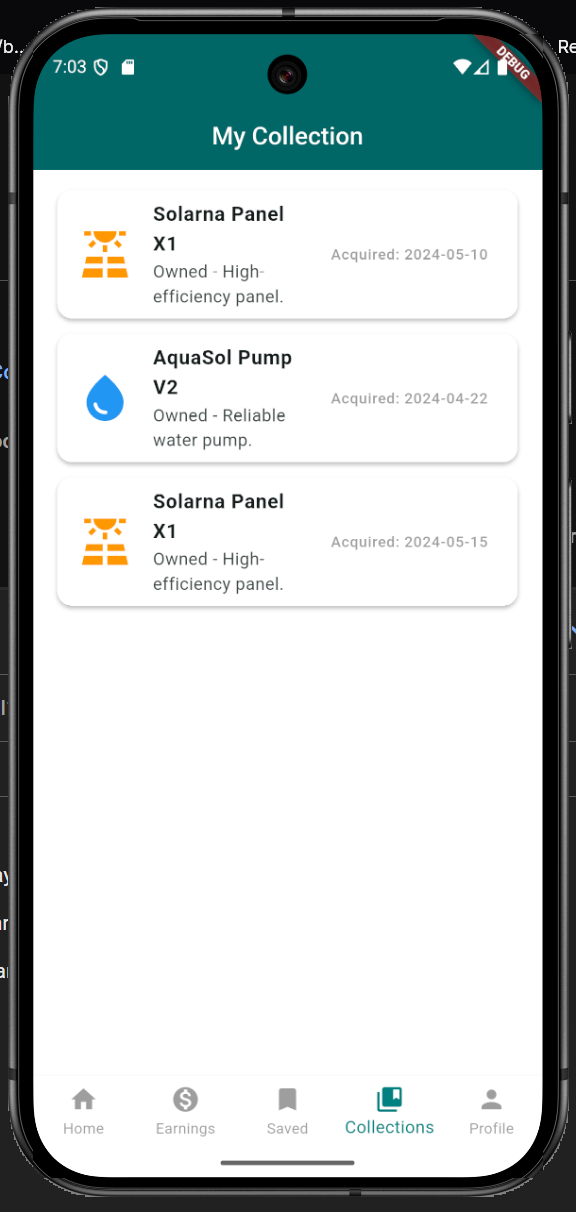 7:03
DEBUG
My Collection
Solarna Panel
X1
Owned - High-
efficiency panel.
Acquired: 2024-05-10
AquaSol Pump
V2
Owned - Reliable
water pump.
Acquired: 2024-04-22
Solarna Panel
X1
Owned - High-
efficiency panel.
Acquired: 2024-05-15
Home
Earnings
Saved
Collections
Profile